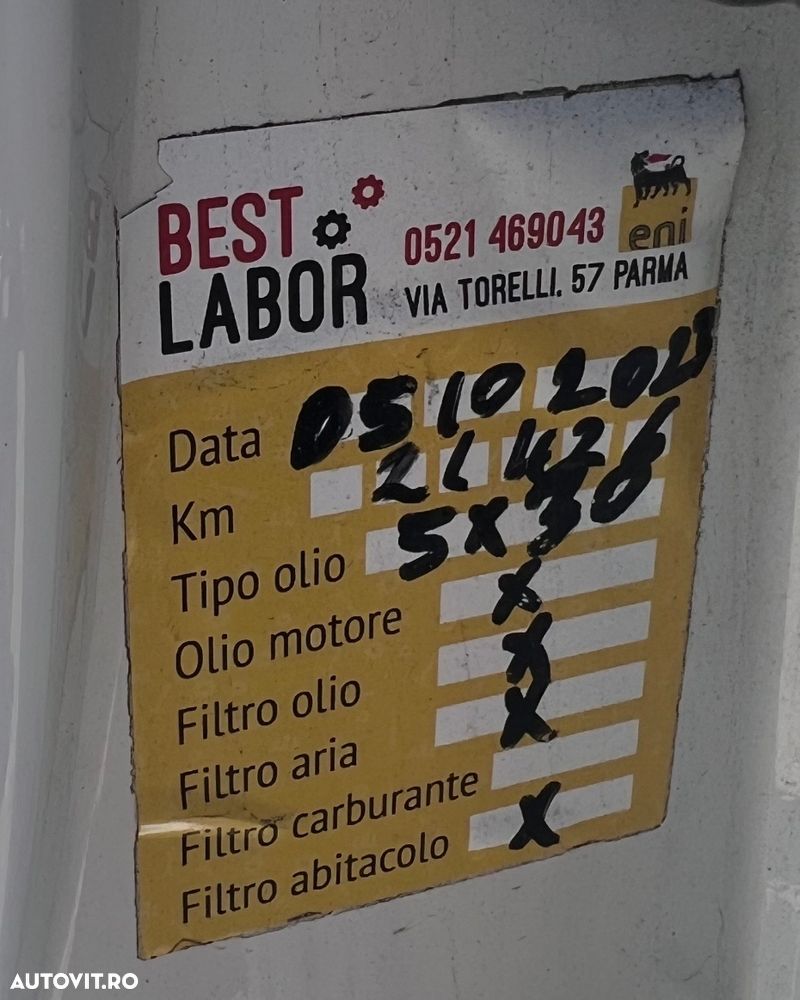 BEST
LABOR
0521 469043
VIA TORELLI, 57 PARMA
eni
Data 05 10 2023
Km 21426
Tipo olio 5x30
Olio motore x
Filtro olio x
Filtro aria x
Filtro carburante
Filtro abitacolo x
AUTOVIT.RO